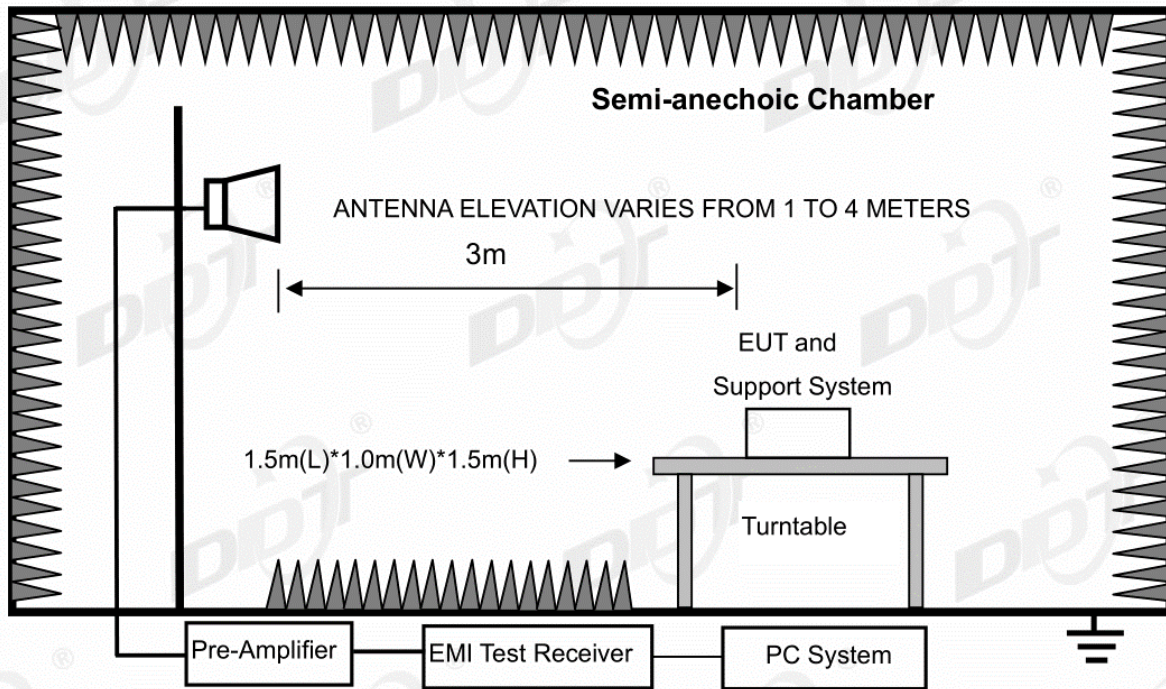 Semi-anechoic Chamber
ANTENNA ELEVATION VARIES FROM 1 TO 4 METERS
3m
EUT and
Support System
1.5m(L)*1.0m(W)*1.5m(H)
Turntable
Pre-Amplifier
EMI Test Receiver
PC System
DDT®